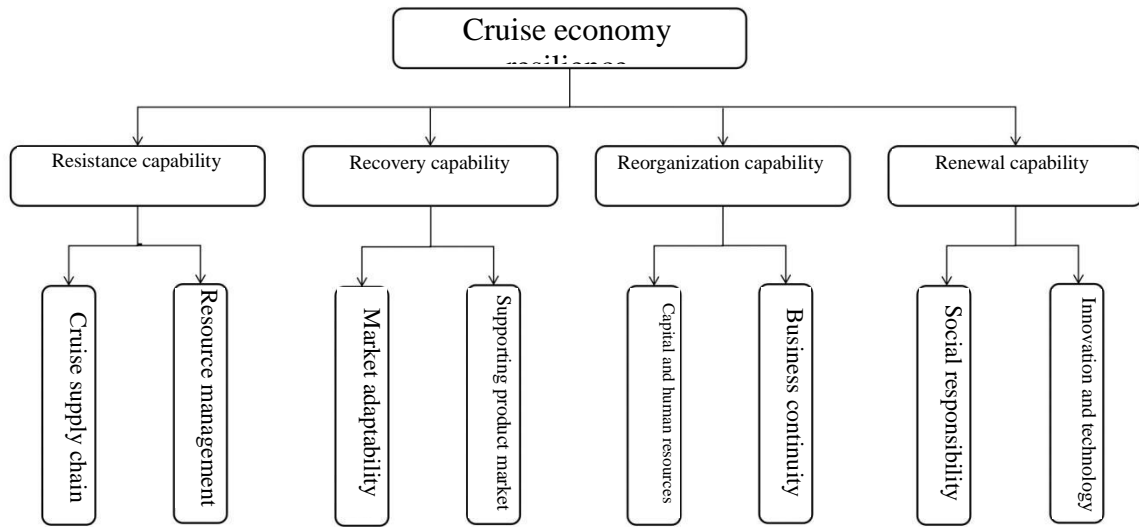 Cruise economy
resilience
Resistance capability
Recovery capability
Reorganization capability
Renewal capability
Cruise supply chain
Resource management
Market adaptability
Supporting product market
Capital and human resources
Business continuity
Social responsibility
Innovation and technology